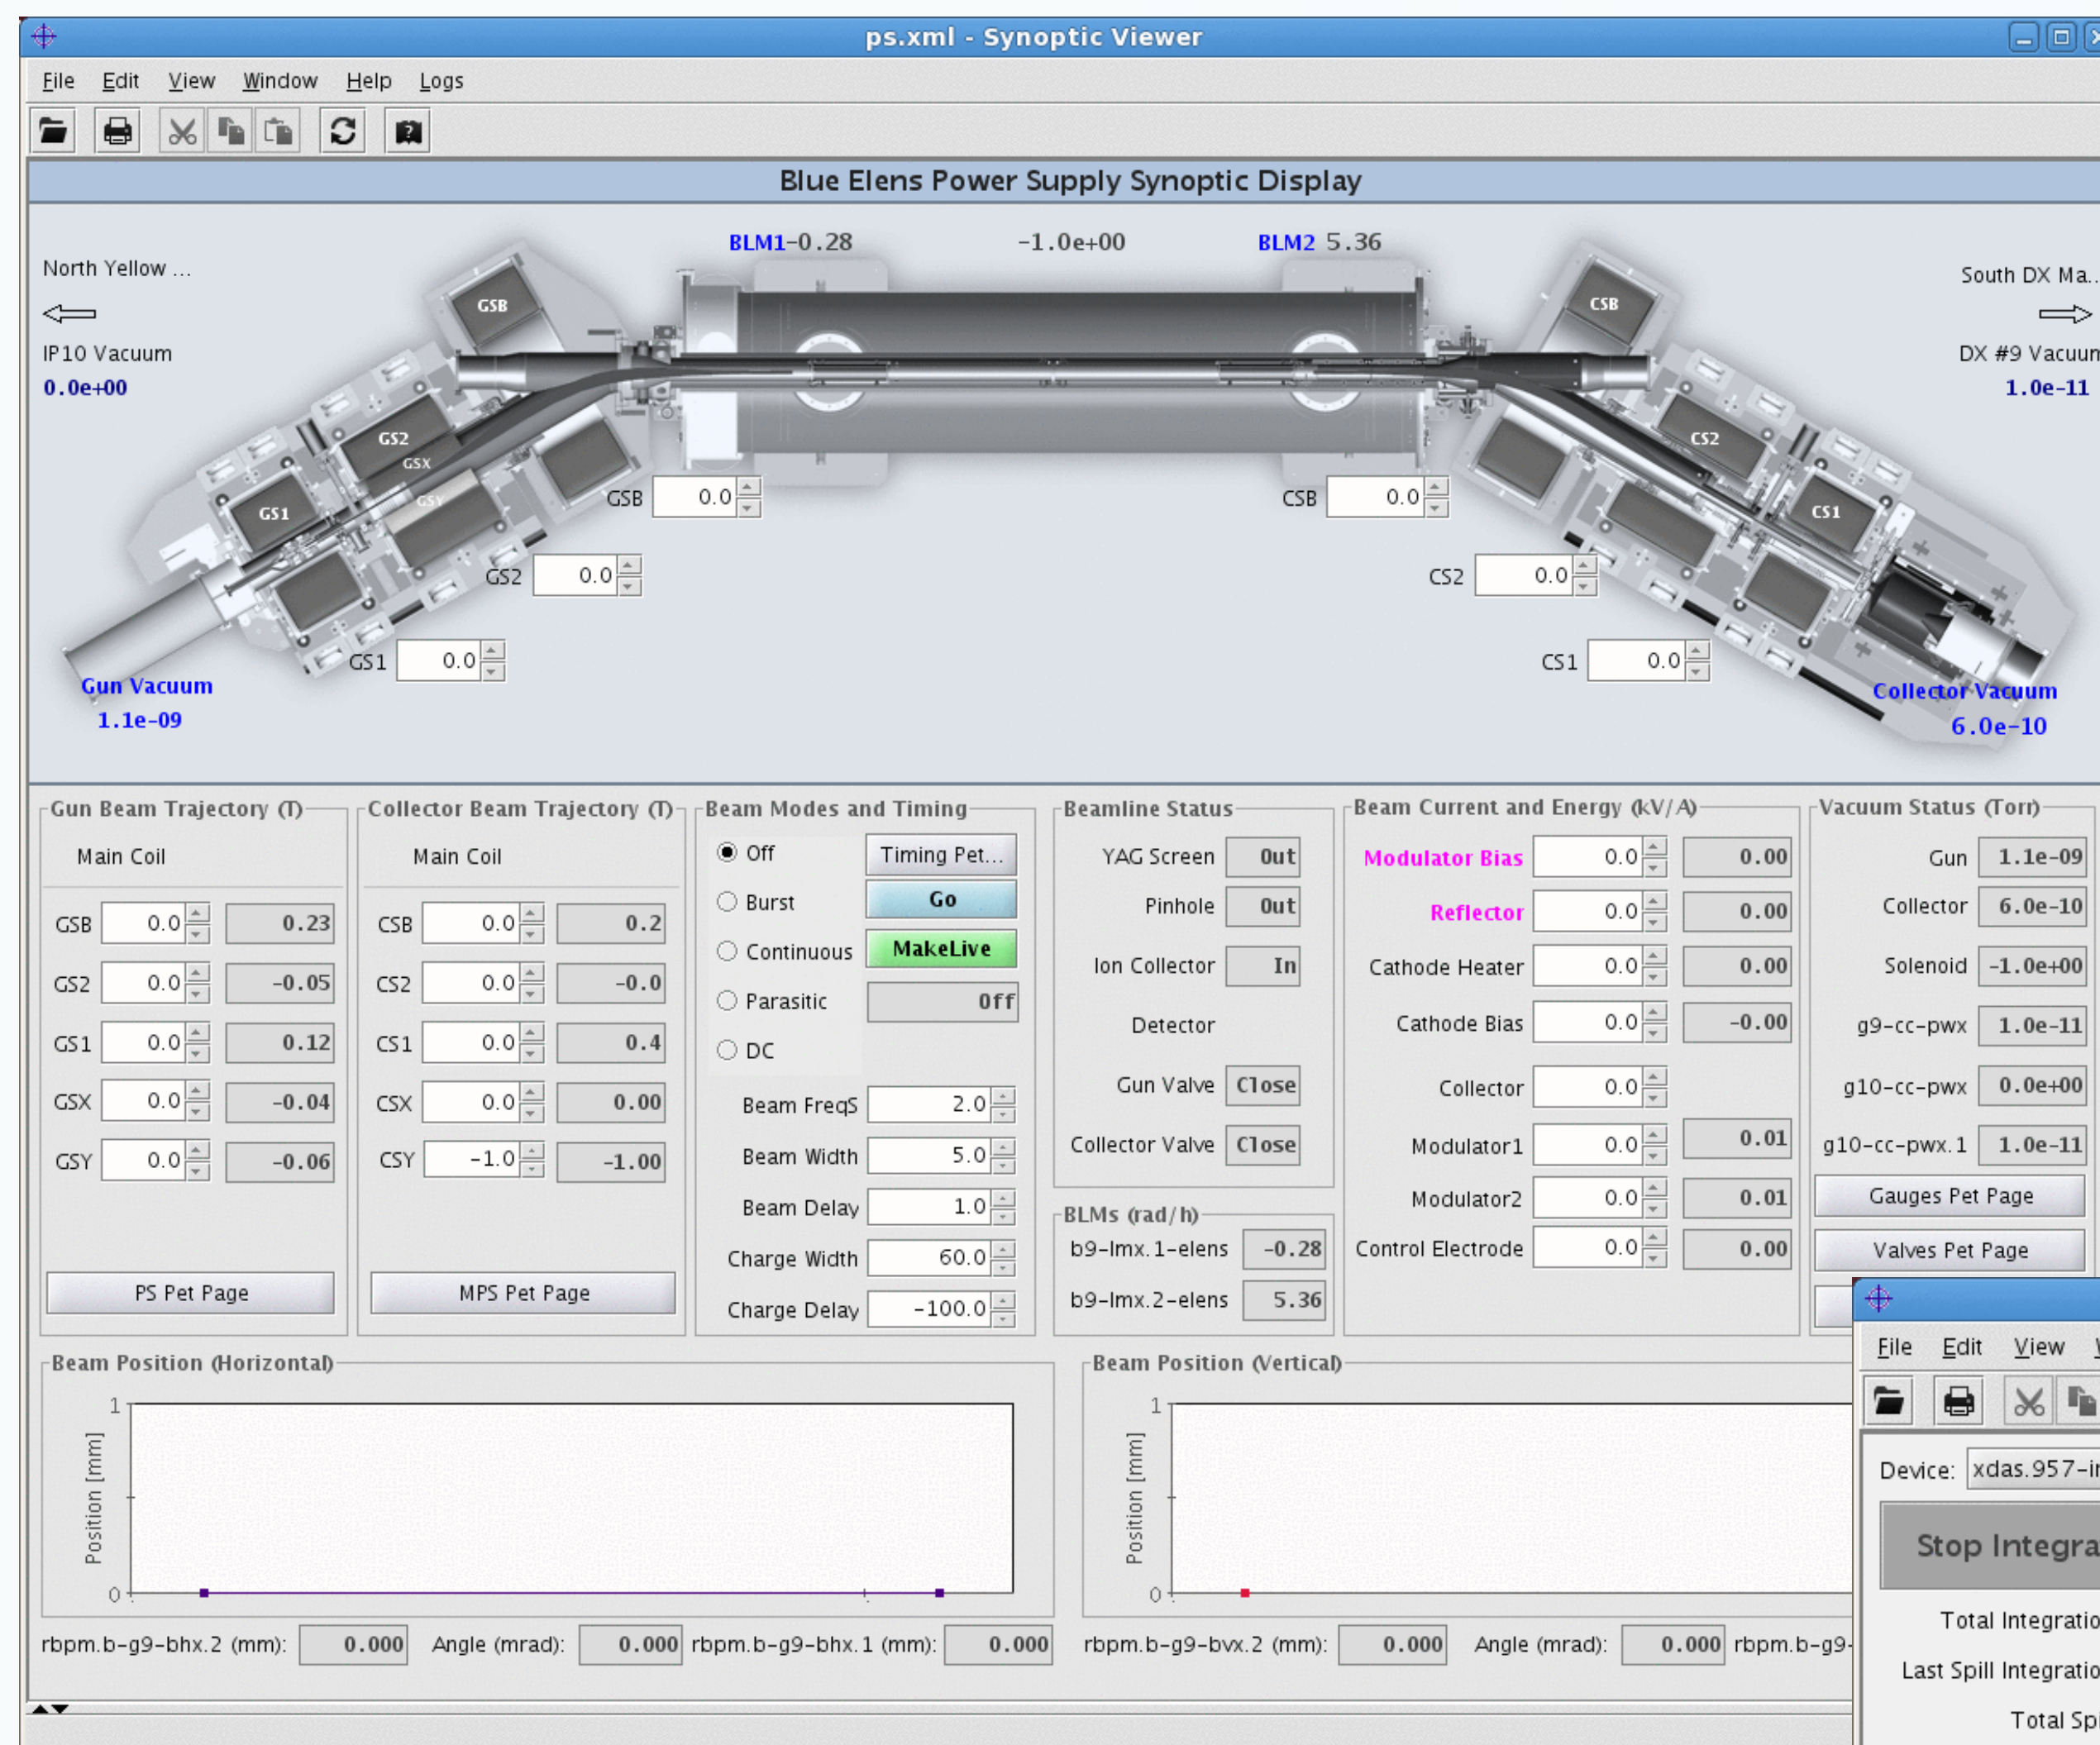 ps.xml - Synoptic Viewer
File Edit View Window Help Logs
Blue Elens Power Supply Synoptic Display
BLM1 -0.28 -1.0e+00 BLM2 5.36
North Yellow ...
South DX Ma..
IP10 Vacuum
0.0e+00
DX #9 Vacuum
1.0e-11
GSB
CSB
GS2
GSX
GSY
GS1
CS2
CS1
GSB 0.0
CSB 0.0
GS2 0.0
CS2 0.0
GS1 0.0
CS1 0.0
Gun Vacuum
1.1e-09
Collector Vacuum
6.0e-10
Gun Beam Trajectory (T)
Main Coil
GSB 0.0 0.23
GS2 0.0 -0.05
GS1 0.0 0.12
GSX 0.0 -0.04
GSY 0.0 -0.06
PS Pet Page
Collector Beam Trajectory (T)
Main Coil
CSB 0.0 0.2
CS2 0.0 -0.0
CS1 0.0 0.4
CSX 0.0 0.00
CSY -1.0 -1.00
MPS Pet Page
Beam Modes and Timing
Off Timing Pet...
Burst Go
Continuous MakeLive
Parasitic Off
DC
Beam FreqS 2.0
Beam Width 5.0
Beam Delay 1.0
Charge Width 60.0
Charge Delay -100.0
Beamline Status
YAG Screen Out
Pinhole Out
Ion Collector In
Detector
Gun Valve Close
Collector Valve Close
BLMs (rad/h)
b9-lmx.1-elens -0.28
b9-lmx.2-elens 5.36
Beam Current and Energy (kV/A)
Modulator Bias 0.0 0.00
Reflector 0.0 0.00
Cathode Heater 0.0 0.00
Cathode Bias 0.0 -0.00
Collector 0.0
Modulator1 0.0 0.01
Modulator2 0.0 0.01
Control Electrode 0.0 0.00
Vacuum Status (Torr)
Gun 1.1e-09
Collector 6.0e-10
Solenoid -1.0e+00
g9-cc-pwx 1.0e-11
g10-cc-pwx 0.0e+00
g10-cc-pwx.1 1.0e-11
Gauges Pet Page
Valves Pet Page
Beam Position (Horizontal)
1
Position [mm]
0
rbpm.b-g9-bhx.2 (mm): 0.000 Angle (mrad): 0.000 rbpm.b-g9-bhx.1 (mm): 0.000
Beam Position (Vertical)
1
Position [mm]
0
rbpm.b-g9-bvx.2 (mm): 0.000 Angle (mrad): 0.000 rbpm.b-g9-
File Edit View
Device: xdas.957-i
Stop Integra
Total Integratio
Last Spill Integratio
Total Spi